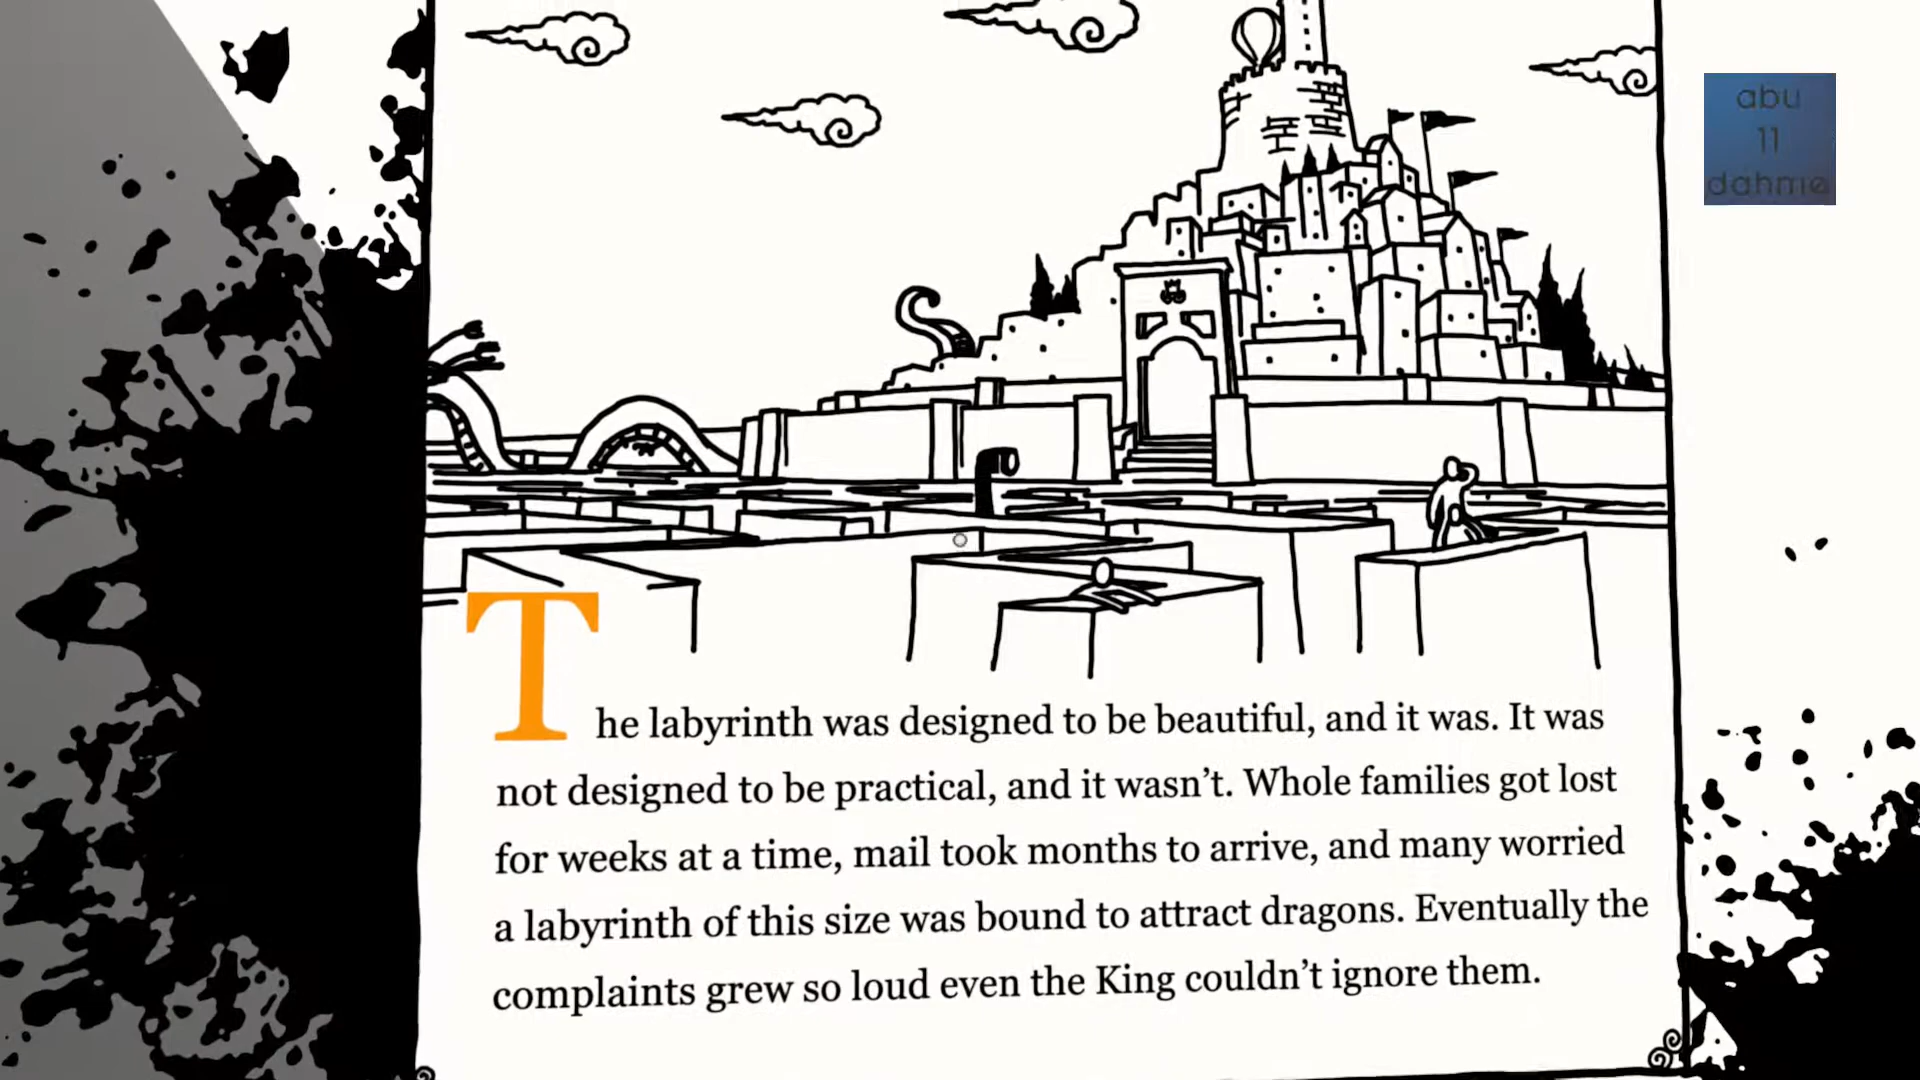 abu
11
dahme
The labyrinth was designed to be beautiful, and it was. It was
not designed to be practical, and it wasn’t. Whole families got lost
for weeks at a time, mail took months to arrive, and many worried
a labyrinth of this size was bound to attract dragons. Eventually the
complaints grew so loud even the King couldn’t ignore them.